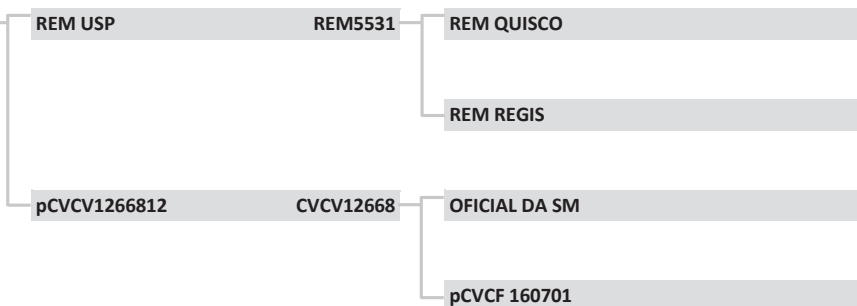 REM USP REM5531 REM QUISCO
REM REGIS
pCVCV1266812 CVCV12668 OFICIAL DA SM
pCVCF 160701